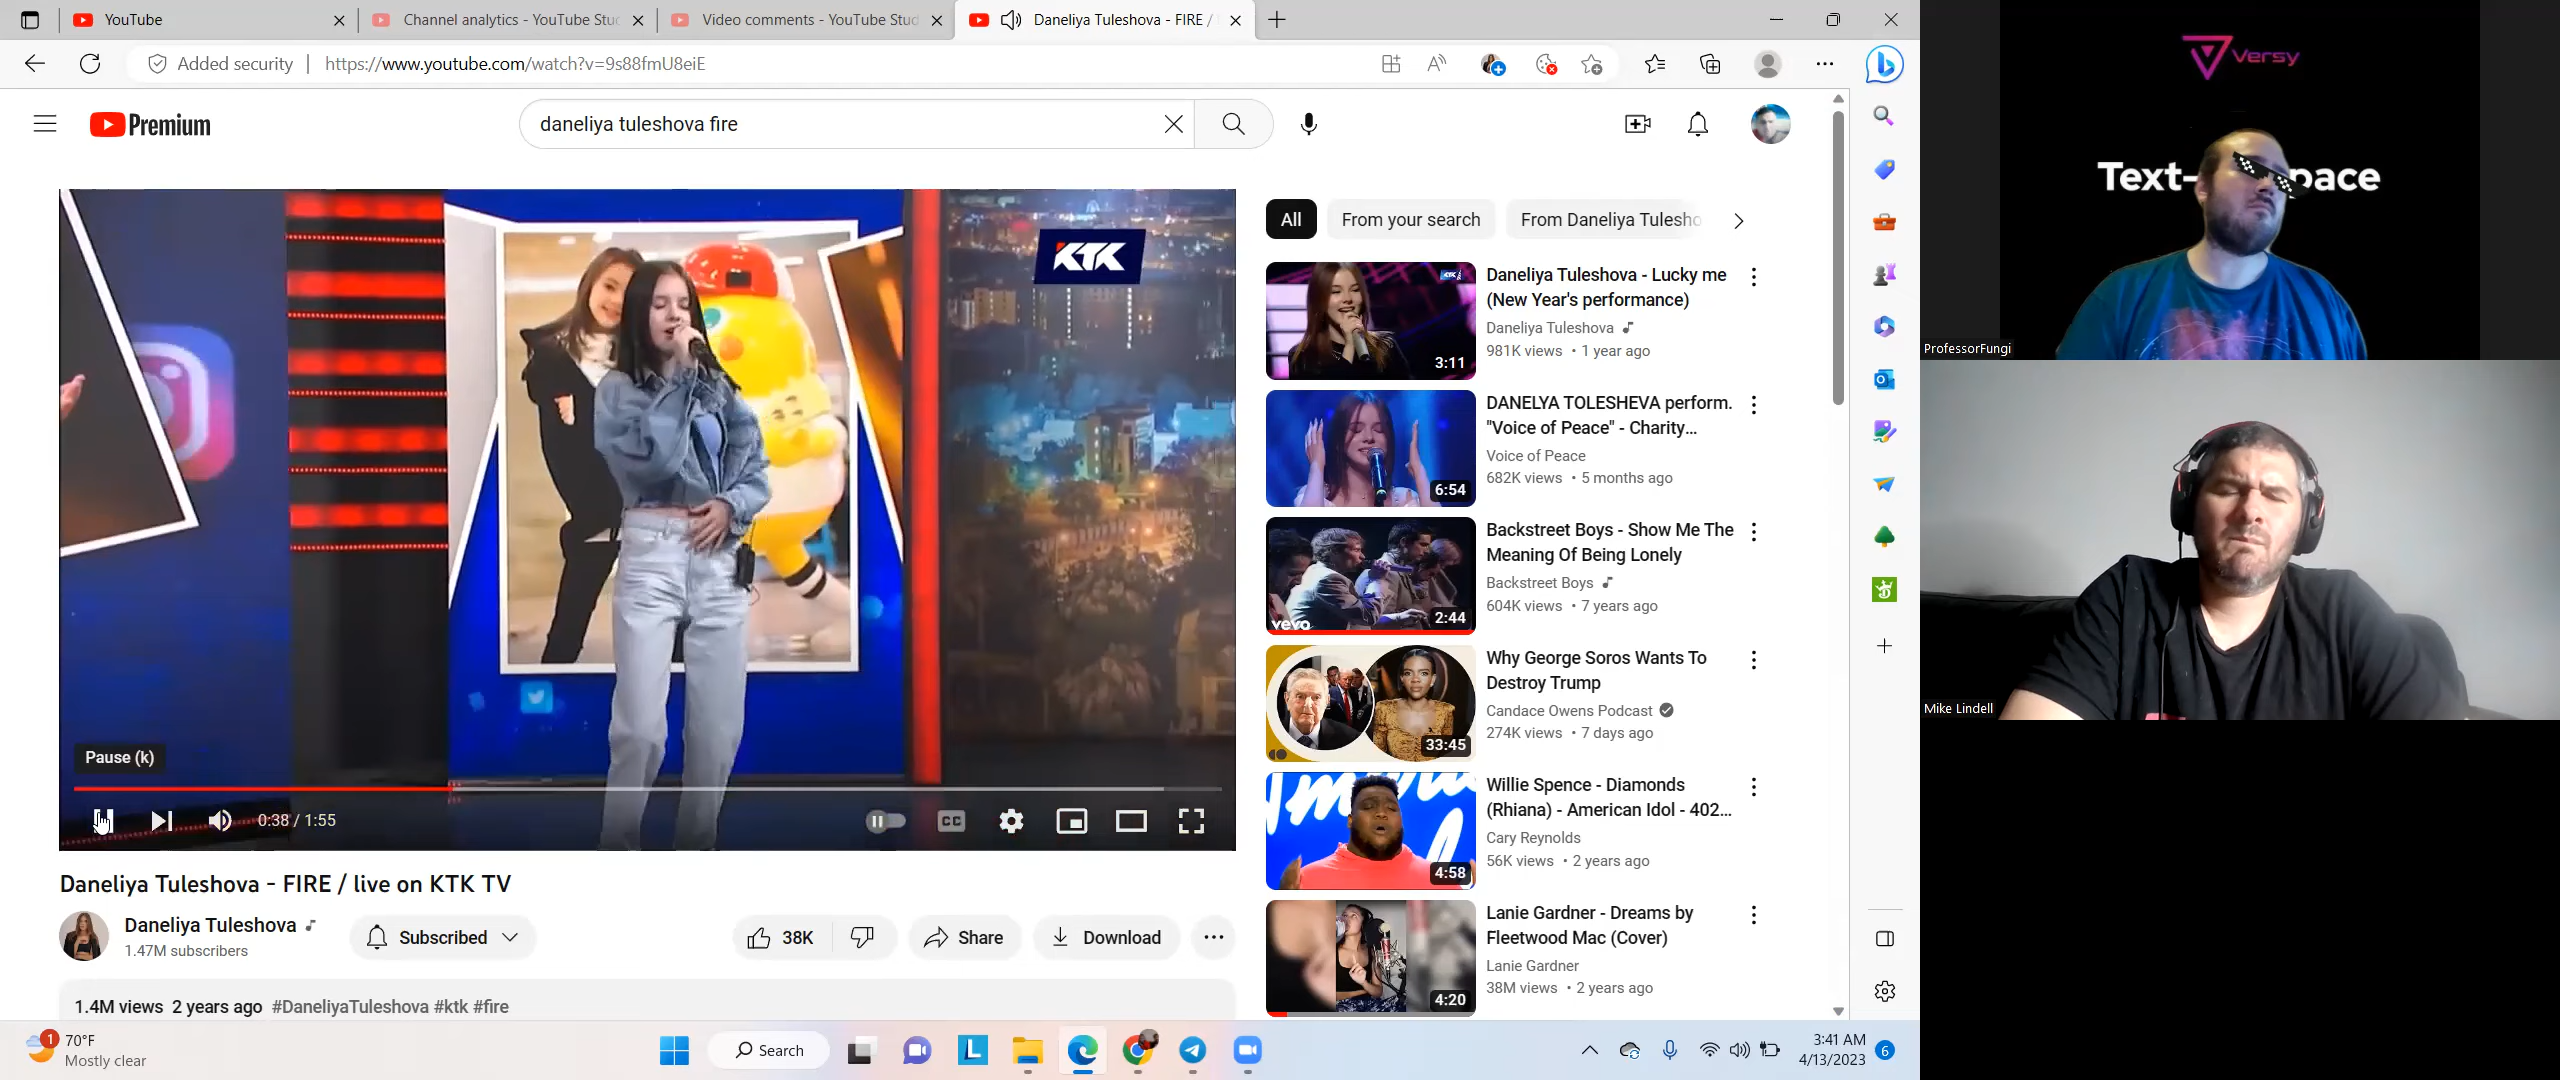 YouTube
Channel analytics - YouTube Stud
Video comments - YouTube Stud
Daneliya Tuleshova - FIRE /
Added security
https://www.youtube.com/watch?v=9s88fmU8eiE
Premium
daneliya tuleshova fire
KTK
Pause (k)
0:38 / 1:55
CC
Daneliya Tuleshova - FIRE / live on KTK TV
Daneliya Tuleshova
1.47M subscribers
Subscribed
38K
Share
Download
1.4M views 2 years ago #DaneliyaTuleshova #ktk #fire
All
From your search
From Daneliya Tulesho
3:11
Daneliya Tuleshova - Lucky me
(New Year's performance)
Daneliya Tuleshova
981K views • 1 year ago
6:54
DANELYA TOLESHEVA perform.
"Voice of Peace" - Charity...
Voice of Peace
682K views • 5 months ago
vevo
2:44
Backstreet Boys - Show Me The
Meaning Of Being Lonely
Backstreet Boys
604K views • 7 years ago
33:45
Why George Soros Wants To
Destroy Trump
Candace Owens Podcast
274K views • 7 days ago
4:58
Willie Spence - Diamonds
(Rhiana) - American Idol - 402...
Cary Reynolds
56K views • 2 years ago
4:20
Lanie Gardner - Dreams by
Fleetwood Mac (Cover)
Lanie Gardner
38M views • 2 years ago
Versy
Text- pace
ProfessorFungi
Mike Lindell
1
70°F
Mostly clear
Search
L
3:41 AM
4/13/2023
6